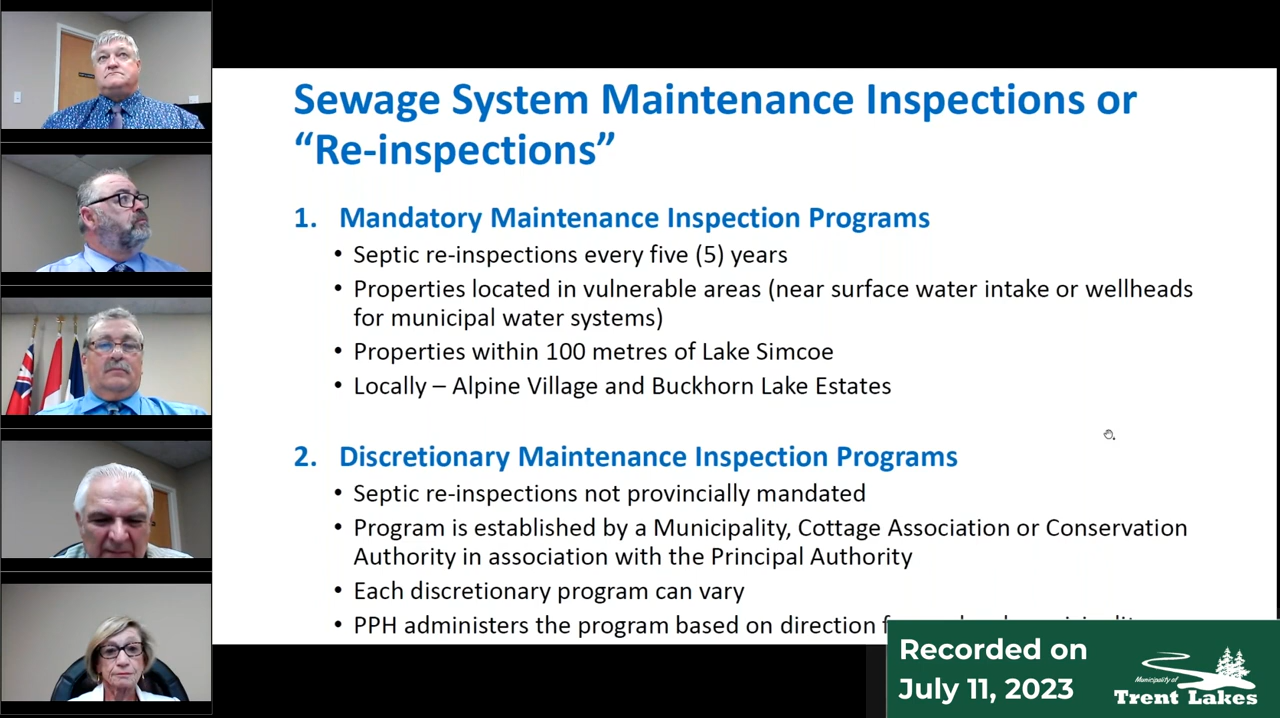 Sewage System Maintenance Inspections or
“Re-inspections”
1. Mandatory Maintenance Inspection Programs
• Septic re-inspections every five (5) years
• Properties located in vulnerable areas (near surface water intake or wellheads
for municipal water systems)
• Properties within 100 metres of Lake Simcoe
• Locally – Alpine Village and Buckhorn Lake Estates
2. Discretionary Maintenance Inspection Programs
• Septic re-inspections not provincially mandated
• Program is established by a Municipality, Cottage Association or Conservation
Authority in association with the Principal Authority
• Each discretionary program can vary
• PPH administers the program based on direction
Recorded on
July 11, 2023
Municipality of
Trent Lakes